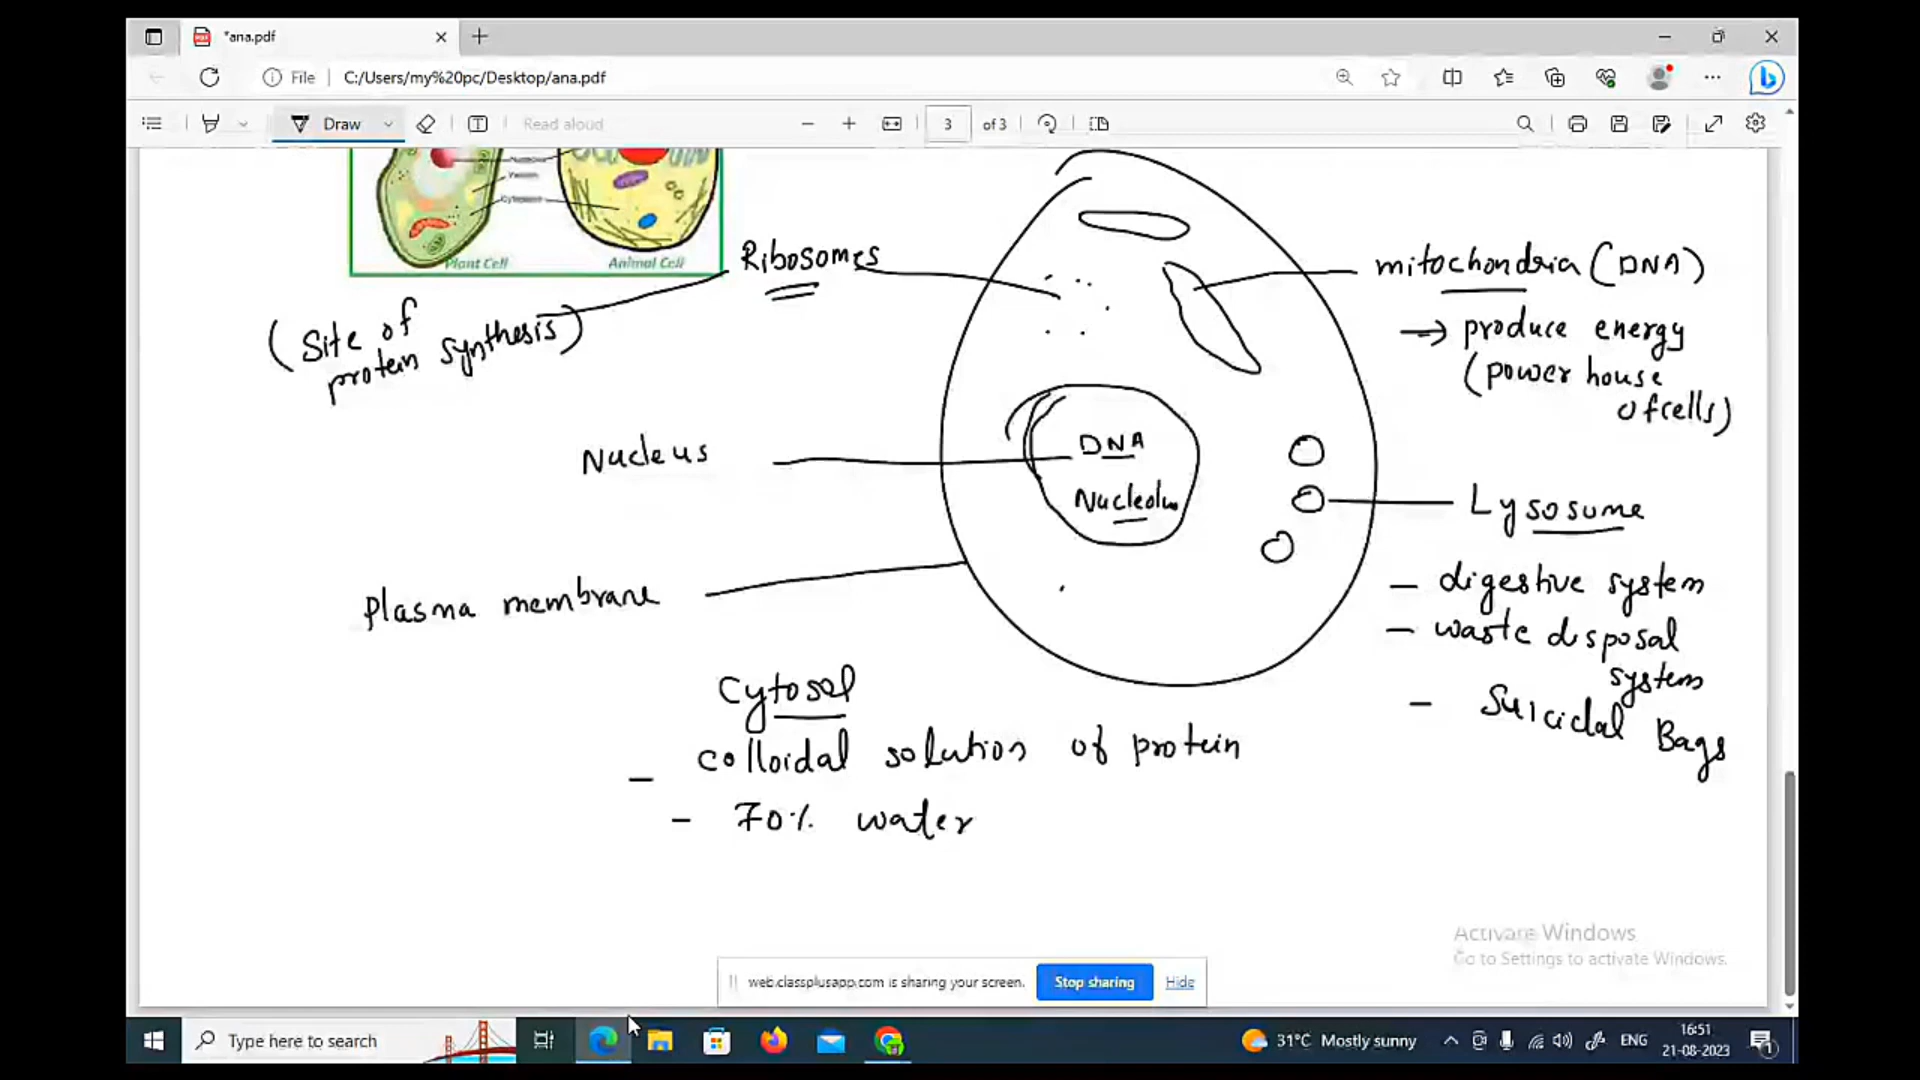 *ana.pdf
File
C:/Users/my%20pc/Desktop/ana.pdf
Draw
Read aloud
3
of 3
Plant Cell
Animal Cell
Ribosomes
mitochondria (DNA)
→ produce energy
(power house
of cells)
(Site of
protein synthesis)
DNA
Nucleus
Lysosome
Plasma membrane
- digestive system
- waste disposal
system
- Suicidal Bags
Cytosol
- colloidal solution of protein
- 70% water
Activate Windows
Go to Settings to activate Windows.
web.classplusapp.com is sharing your screen.
Stop sharing
Hide
Type here to search
31°C Mostly sunny
ENG
16:51
21-08-2023
1